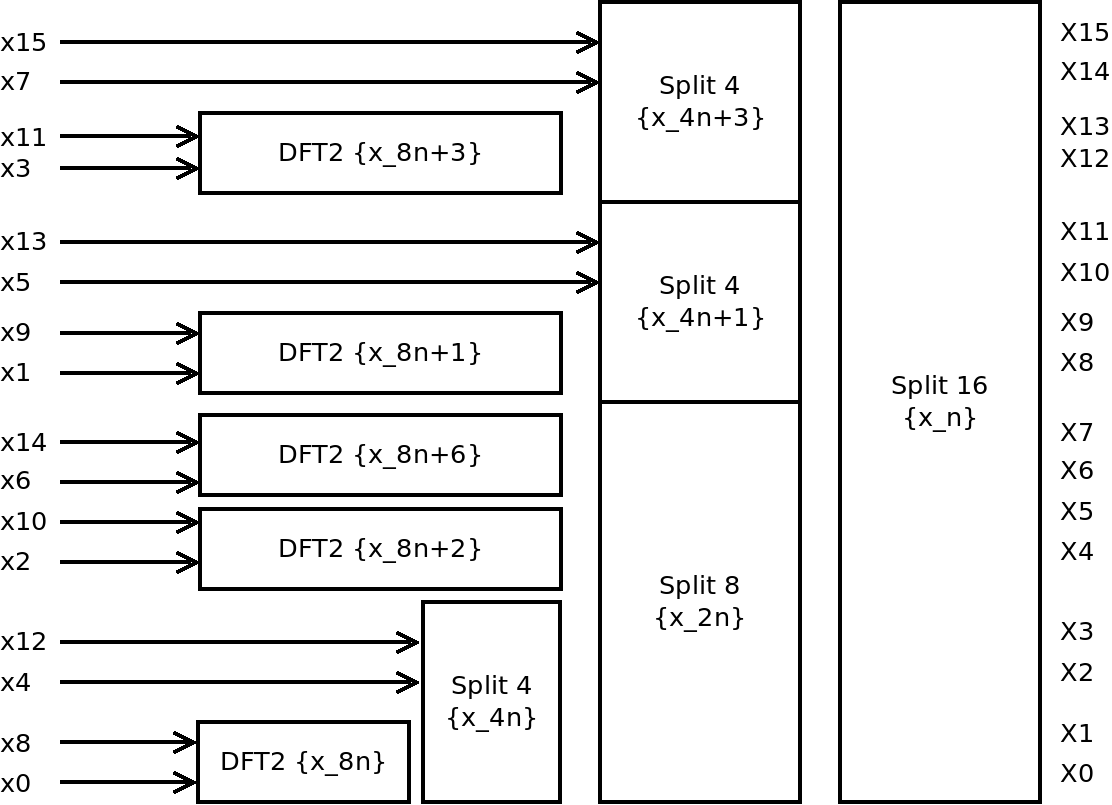 x15
x7
x11
x3
x13
x5
x9
x1
x14
x6
x10
x2
x12
x4
x8
x0
DFT2 {x_8n+3}
DFT2 {x_8n+1}
DFT2 {x_8n+6}
DFT2 {x_8n+2}
DFT2 {x_8n}
Split 4
{x_4n}
Split 4
{x_4n+3}
Split 4
{x_4n+1}
Split 8
{x_2n}
Split 16
{x_n}
X15
X14
X13
X12
X11
X10
X9
X8
X7
X6
X5
X4
X3
X2
X1
X0